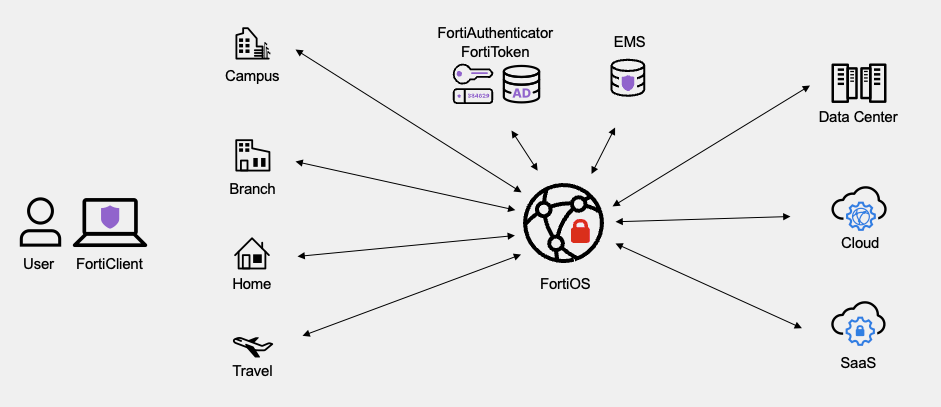 FortiAuthenticator
FortiToken
EMS
Campus
AD
Data Center
Branch
User
FortiClient
Home
FortiOS
Cloud
Travel
SaaS